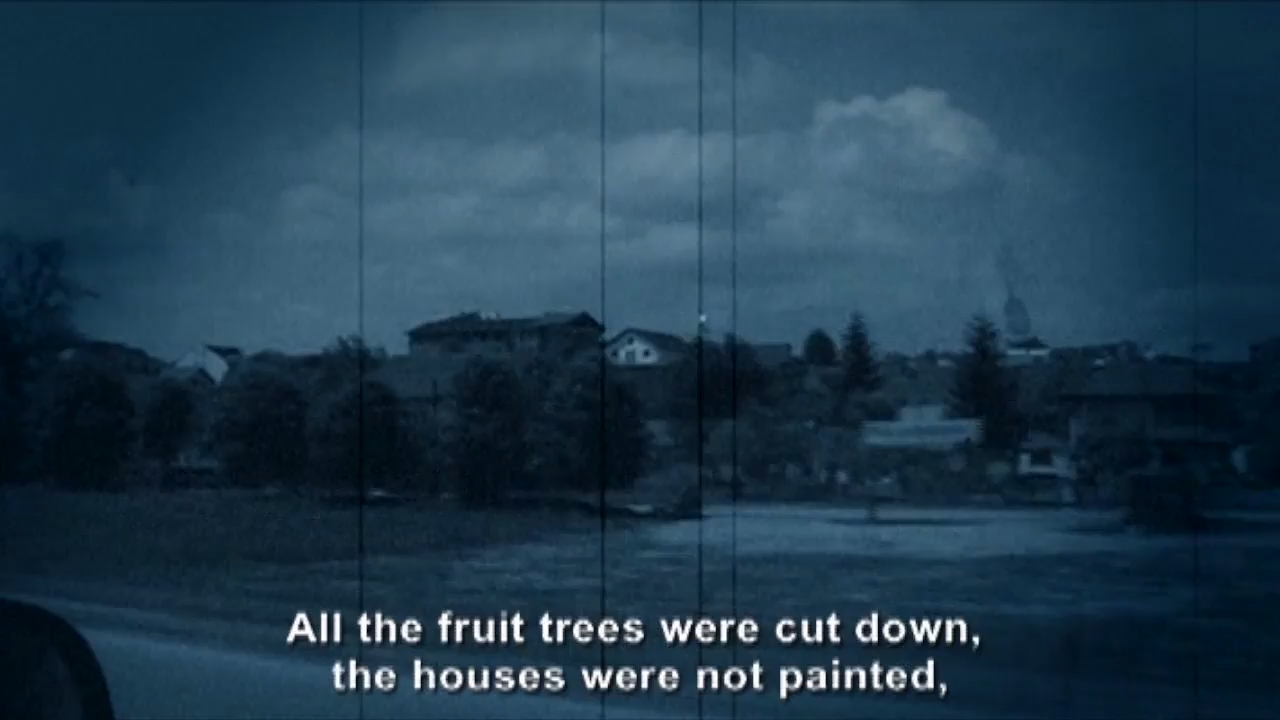 All the fruit trees were cut down,
the houses were not painted,